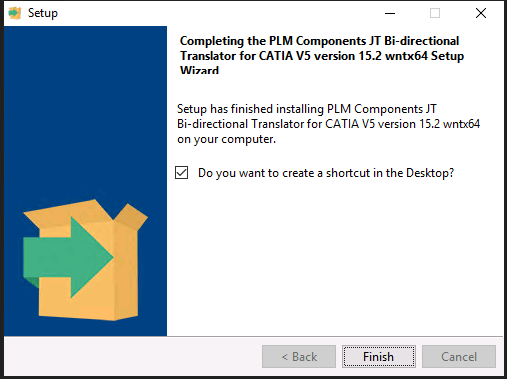 Setup
Completing the PLM Components JT Bi-directional
Translator for CATIA V5 version 15.2 wntx64 Setup
Wizard
Setup has finished installing PLM Components JT
Bi-directional Translator for CATIA V5 version 15.2 wntx64
on your computer.
Do you want to create a shortcut in the Desktop?
< Back
Finish
Cancel